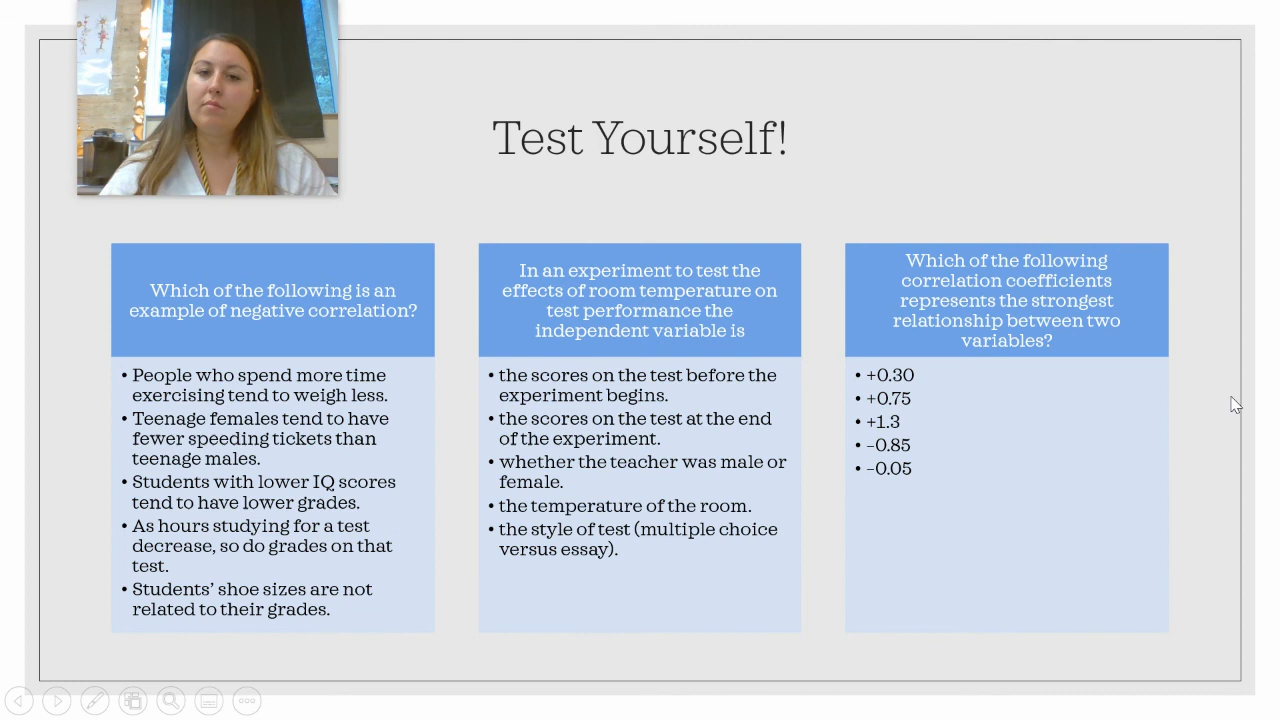 Test Yourself!
Which of the following is an
example of negative correlation?
• People who spend more time
exercising tend to weigh less.
• Teenage females tend to have
fewer speeding tickets than
teenage males.
• Students with lower IQ scores
tend to have lower grades.
• As hours studying for a test
decrease, so do grades on that
test.
• Students’ shoe sizes are not
related to their grades.
In an experiment to test the
effects of room temperature on
test performance the
independent variable is
• the scores on the test before the
experiment begins.
• the scores on the test at the end
of the experiment.
• whether the teacher was male or
female.
• the temperature of the room.
• the style of test (multiple choice
versus essay).
Which of the following
correlation coefficients
represents the strongest
relationship between two
variables?
• +0.30
• +0.75
• +1.3
• –0.85
• –0.05